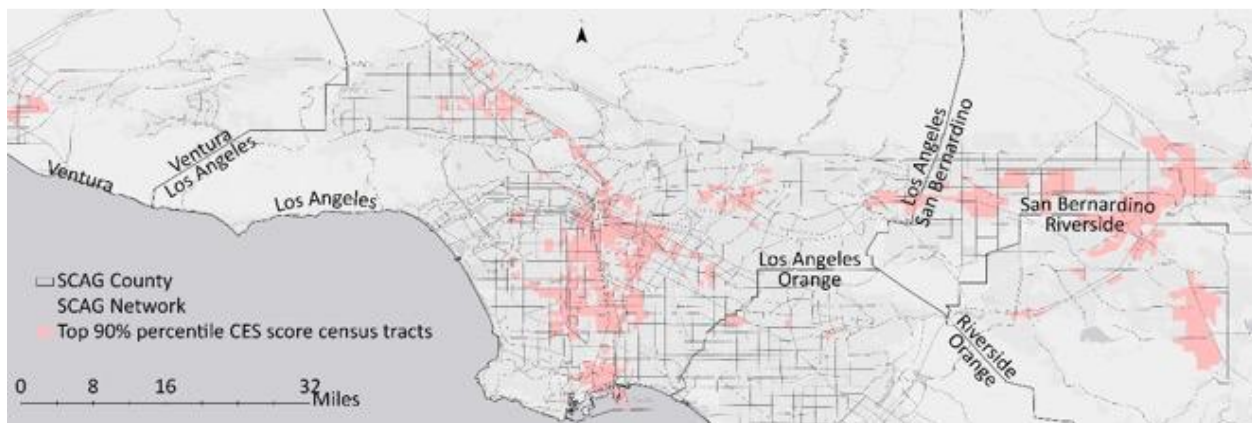 Ventura
Los Angeles
Los Angeles
San Bernardino
Ventura
Los Angeles
San Bernardino
Riverside
Los Angeles
Orange
SCAG County
SCAG Network
Top 90% percentile CES score census tracts
Riverside
Orange
0 8 16 32
Miles